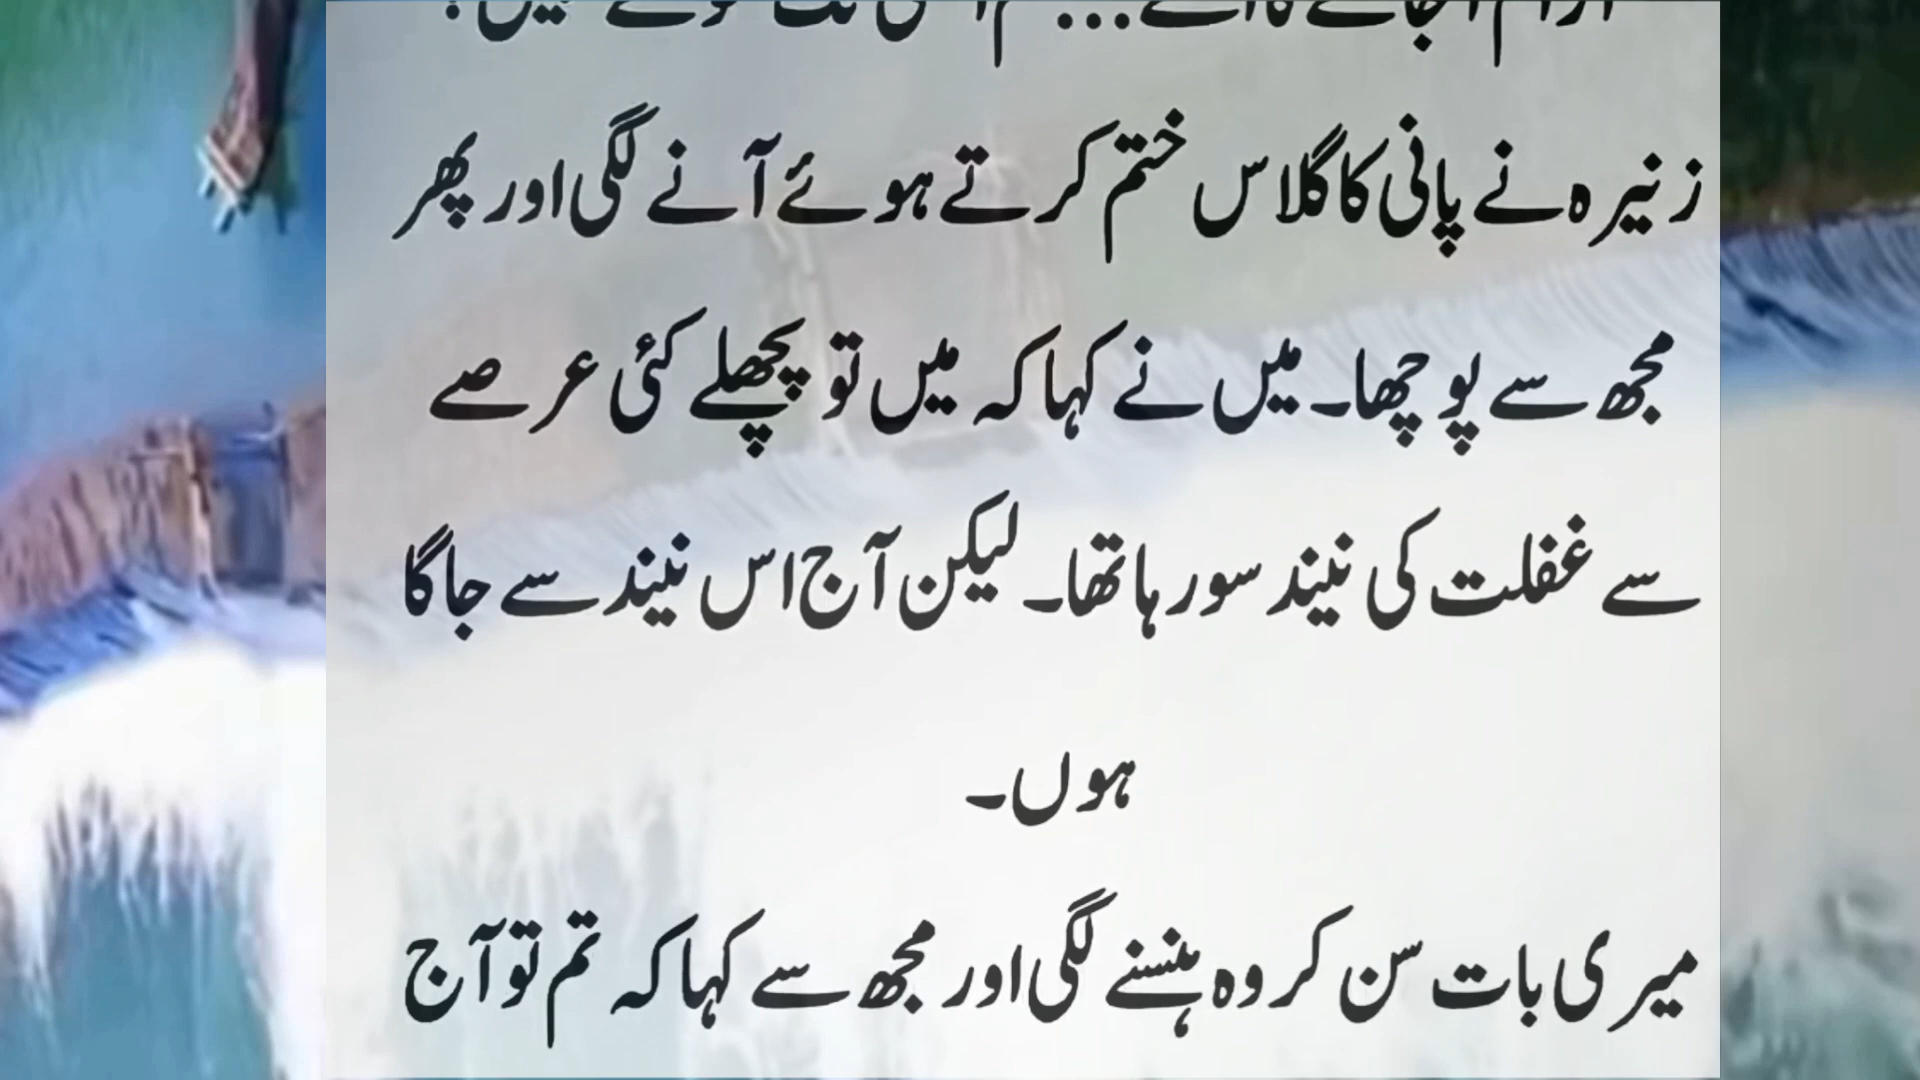 زنیرہ نے پانی کا گلاس ختم کرتے ہوئے آنے لگی اور پھر
مجھ سے پوچھا۔ میں نے کہا کہ میں تو پچھلے کئی عرصے
سے غفلت کی نیند سو رہا تھا۔ لیکن آج اس نیند سے جاگا
ہوں۔
میری بات سن کر وہ ہنسنے لگی اور مجھ سے کہا کہ تم تو آج